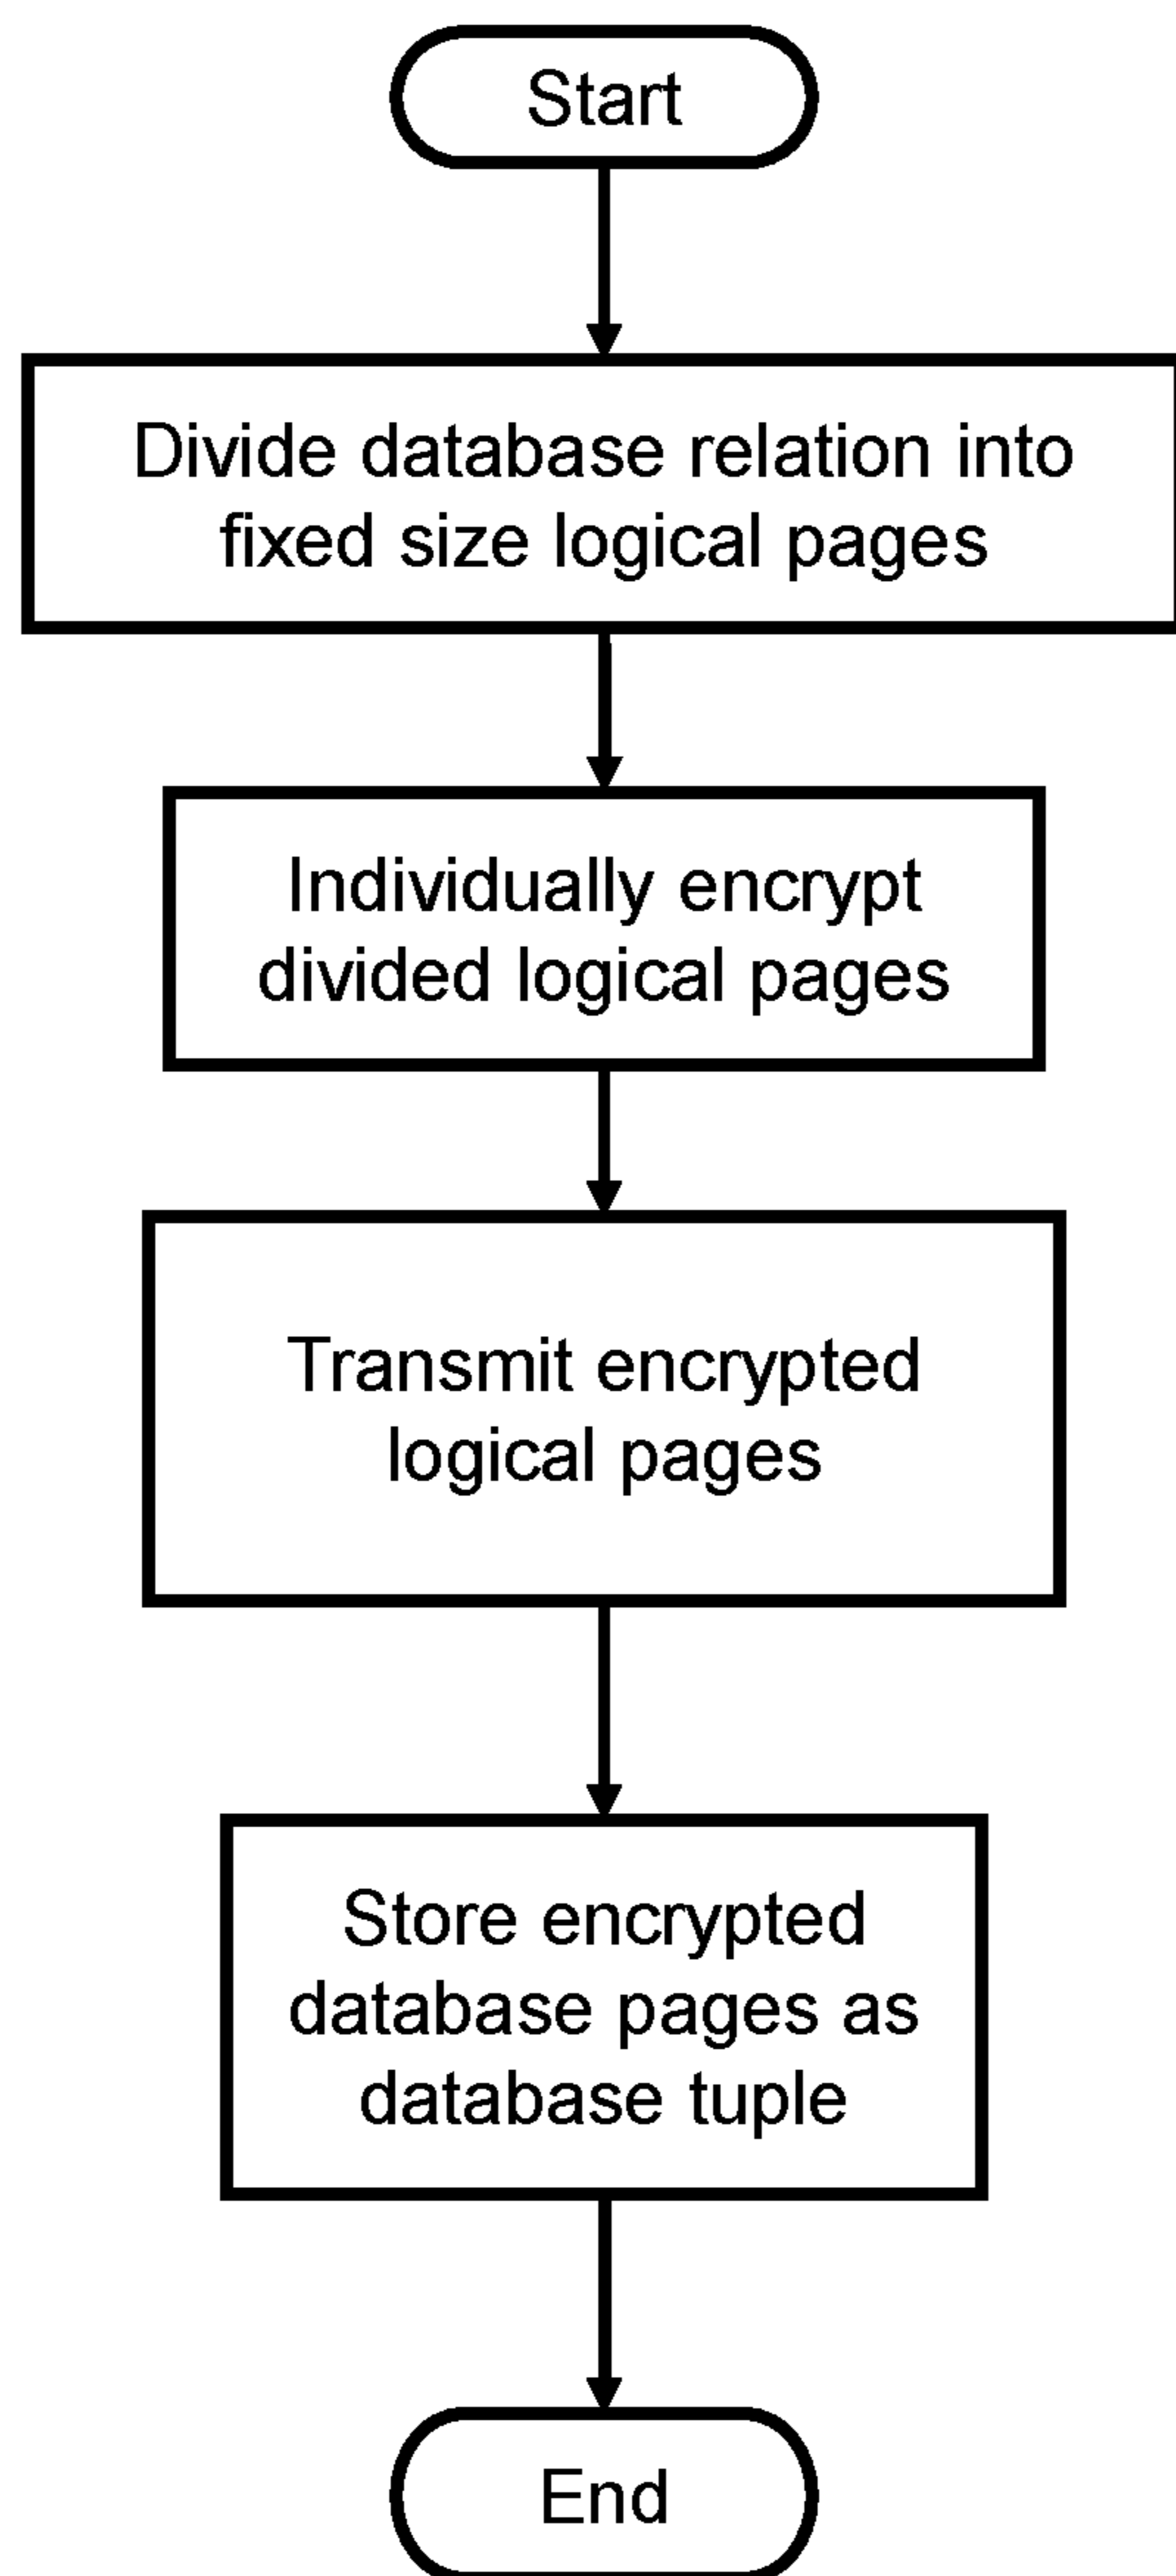 Start
Divide database relation into
fixed size logical pages
Individually encrypt
divided logical pages
Transmit encrypted
logical pages
Store encrypted
database pages as
database tuple
End